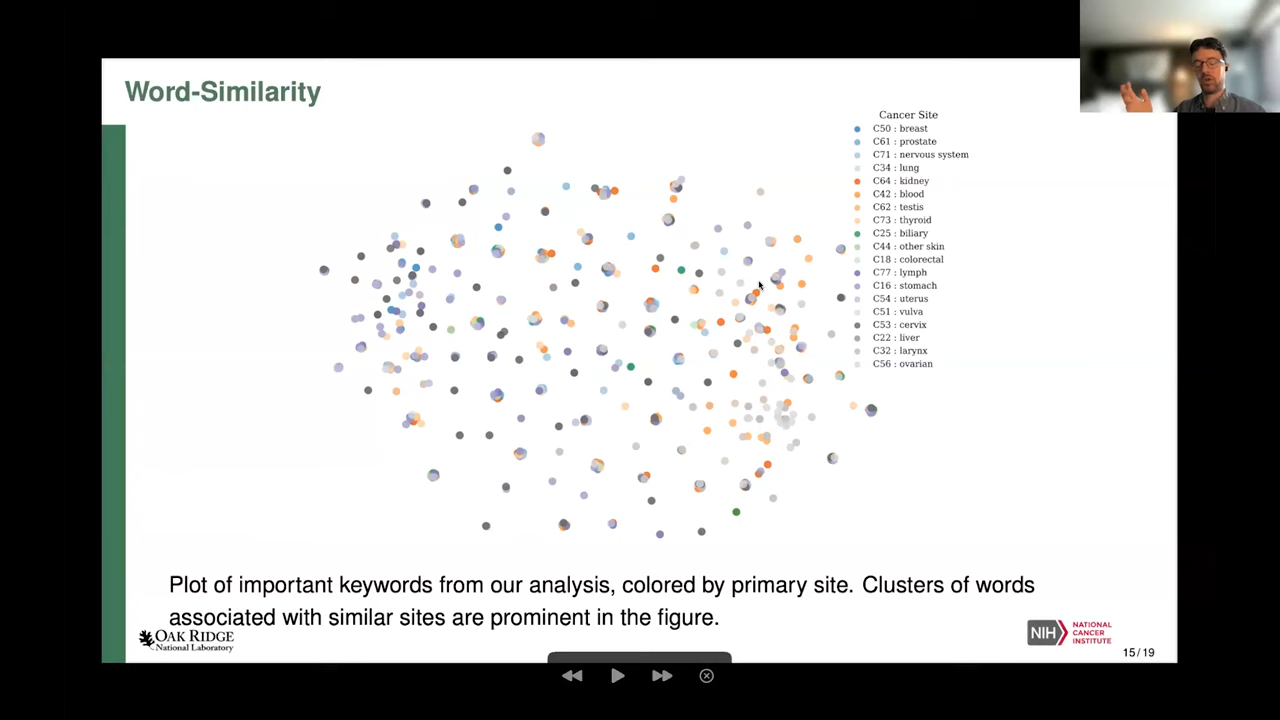 Word-Similarity
Cancer Site
C50 : breast
C61 : prostate
C71 : nervous system
C34 : lung
C64 : kidney
C42 : blood
C62 : testis
C73 : thyroid
C25 : biliary
C44 : other skin
C18 : colorectal
C77 : lymph
C16 : stomach
C54 : uterus
C51 : vulva
C53 : cervix
C22 : liver
C32 : larynx
C56 : ovarian
Plot of important keywords from our analysis, colored by primary site. Clusters of words
associated with similar sites are prominent in the figure.
OAK RIDGE
National Laboratory
NIH
NATIONAL
CANCER
INSTITUTE
15/19